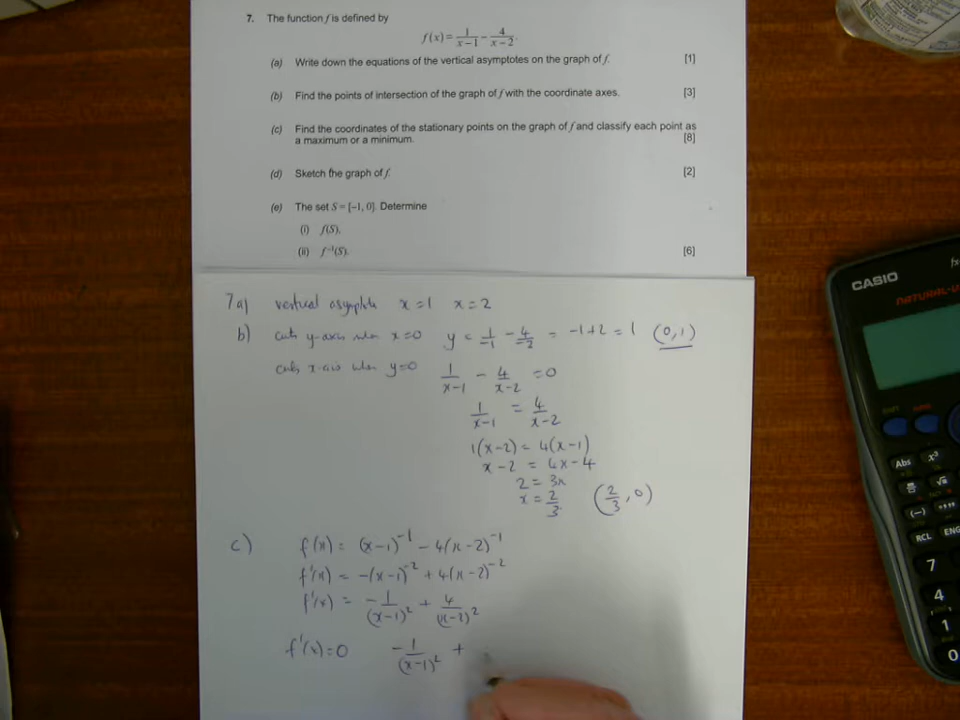 7. The function f is defined by
f(x) = 1/(x−1) − 4/(x−2).
(a) Write down the equations of the vertical asymptotes on the graph of f. [1]
(b) Find the points of intersection of the graph of f with the coordinate axes. [3]
(c) Find the coordinates of the stationary points on the graph of f and classify each point as
a maximum or a minimum. [8]
(d) Sketch the graph of f. [2]
(e) The set S = [−1, 0]. Determine
(i) f(S),
(ii) f⁻¹(S). [6]
7a) vertical asymptote x=1 x=2
b) cuts y-axis when x=0 y = 1/−1 − 4/−2 = −1+2 = 1 (0,1)
cuts x-axis when y=0 1/(x−1) − 4/(x−2) = 0
1/(x−1) = 4/(x−2)
1(x−2) = 4(x−1)
x−2 = 4x−4
2 = 3x
x = 2/3 (2/3, 0)
c) f(x) = (x−1)⁻¹ − 4(x−2)⁻¹
f'(x) = −(x−1)⁻² + 4(x−2)⁻²
f'(x) = −1/(x−1)² + 4/(x−2)²
f'(x)=0 −1/(x−1)² +
CASIO
Abs x³
(−)
RCL ENG
7
4
1
0